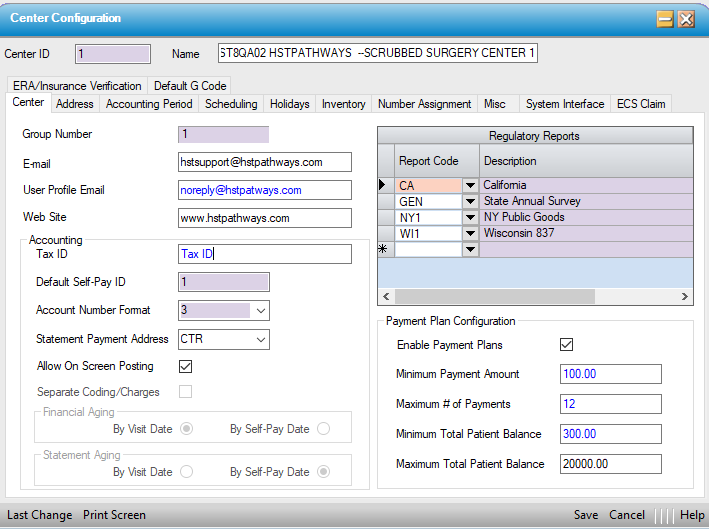 Center Configuration
Center ID 1 Name ST8QA02 HSTPATHWAYS --SCRUBBED SURGERY CENTER 1
ERA/Insurance Verification Default G Code
Center Address Accounting Period Scheduling Holidays Inventory Number Assignment Misc System Interface ECS Claim
Group Number 1
E-mail hstsupport@hstpathways.com
User Profile Email noreply@hstpatways.com
Web Site www.hstpathways.com
Accounting
Tax ID Tax ID
Default Self-Pay ID 1
Account Number Format 3
Statement Payment Address CTR
Allow On Screen Posting
Separate Coding/Charges
Financial Aging
By Visit Date By Self-Pay Date
Statement Aging
By Visit Date By Self-Pay Date
Regulatory Reports
Report Code Description
CA California
GEN State Annual Survey
NY1 NY Public Goods
WI1 Wisconsin 837
Payment Plan Configuration
Enable Payment Plans
Minimum Payment Amount 100.00
Maximum # of Payments 12
Minimum Total Patient Balance 300.00
Maximum Total Patient Balance 20000.00
Last Change Print Screen Save Cancel Help